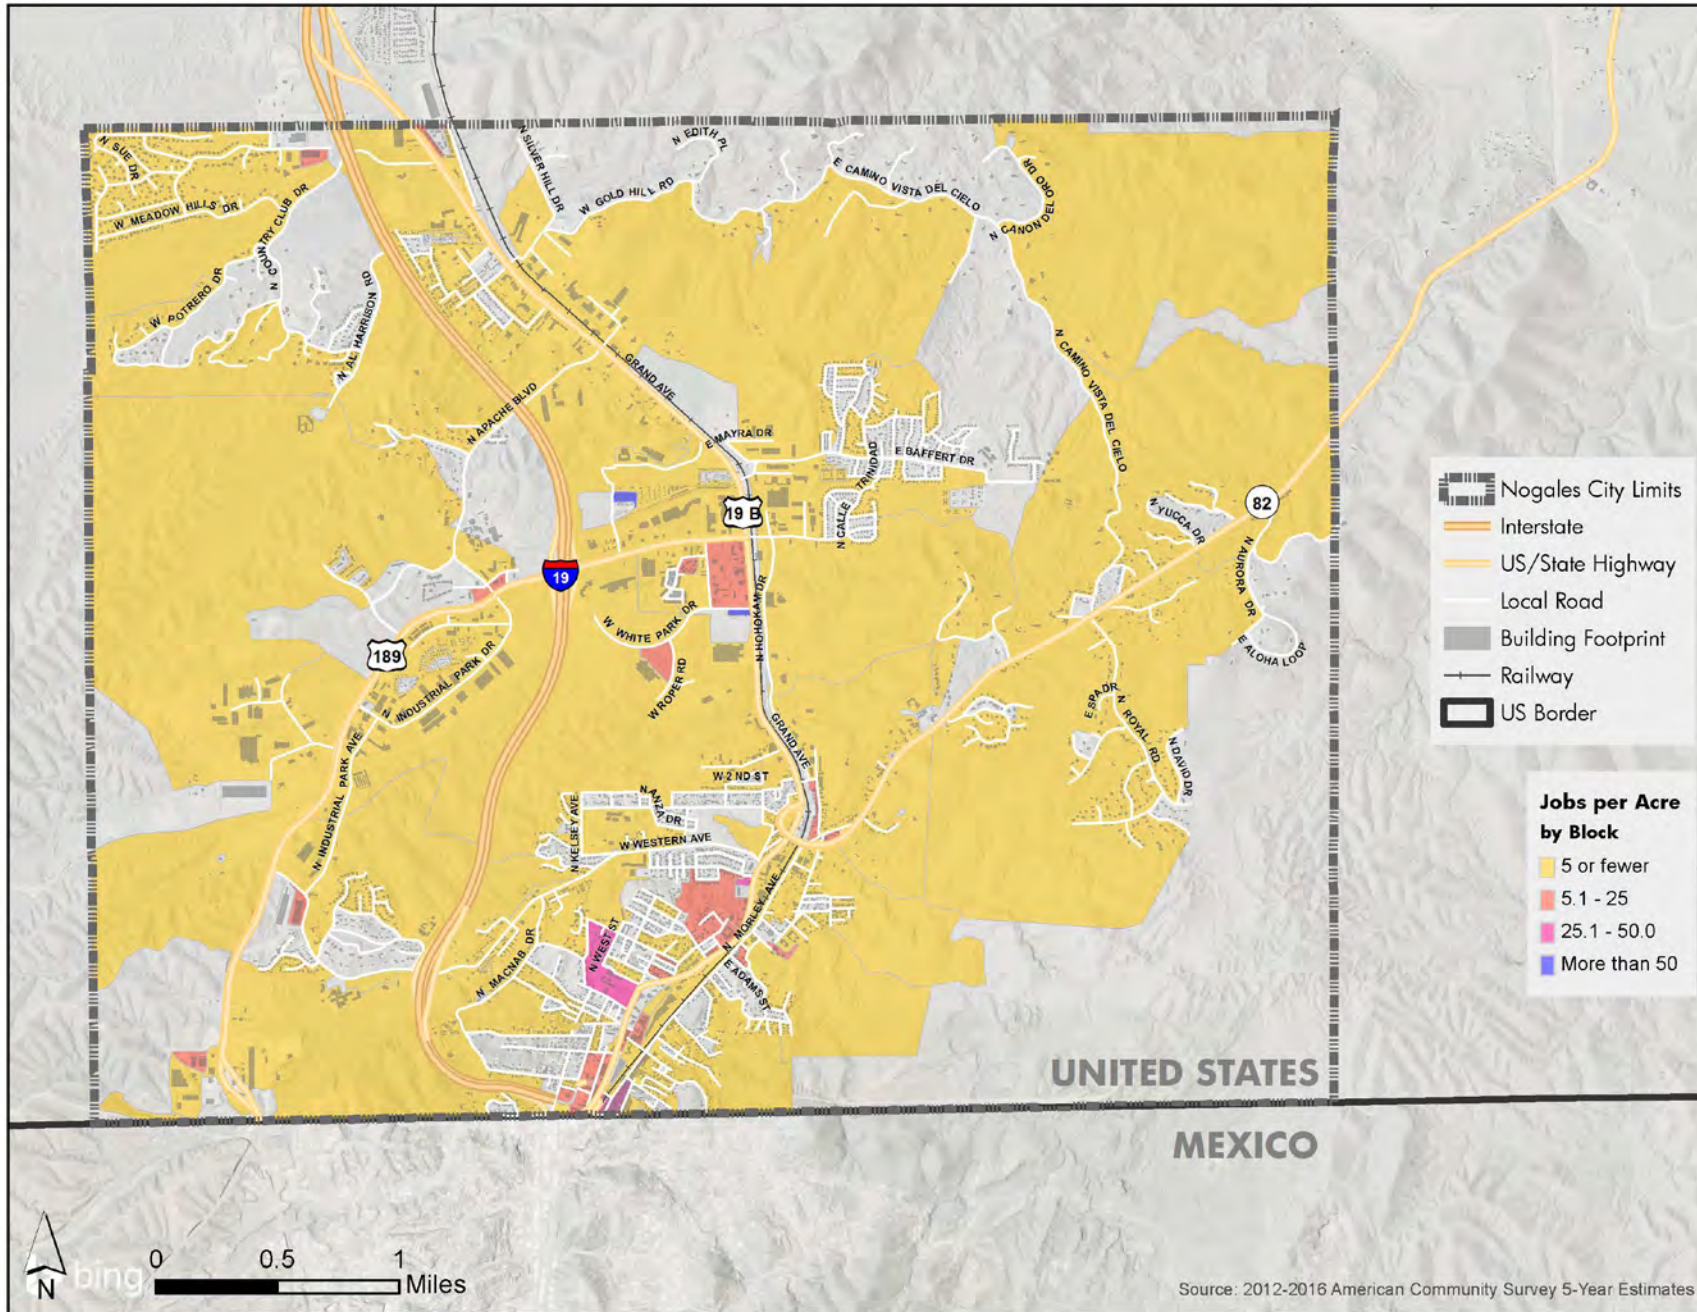 N SUE DR
W MEADOW HILLS DR
N COUNTRY CLUB DR
W POTRERO DR
N AL HARRISON RD
N SILVER HILL DR
W GOLD HILL RD
N EDITH PL
E CAMINO VISTA DEL CIELO
N CANON DEL ORO DR
N CAMINO VISTA DEL CIELO
GRAND AVE
N APACHE BLVD
E MAYRA DR
E BAFFERT DR
N CALLE TRINIDAD
19 B
82
19
189
N YUCCA DR
N AURORA DR
E ALOHA LOOP
N HOHOKAM DR
W WHITE PARK DR
W ROPER RD
N INDUSTRIAL PARK DR
N INDUSTRIAL PARK AVE
GRAND AVE
E SPA DR
N ROYAL RD
N DAVID DR
W 2ND ST
N ANZA DR
N KELSEY AVE
W WESTERN AVE
N MORLEY AVE
N WEST ST
N MACNAB DR
E ADAMS ST
UNITED STATES
MEXICO
Nogales City Limits
Interstate
US/State Highway
Local Road
Building Footprint
Railway
US Border
Jobs per Acre
by Block
5 or fewer
5.1 - 25
25.1 - 50.0
More than 50
N
bing
0 0.5 1
Miles
Source: 2012-2016 American Community Survey 5-Year Estimates